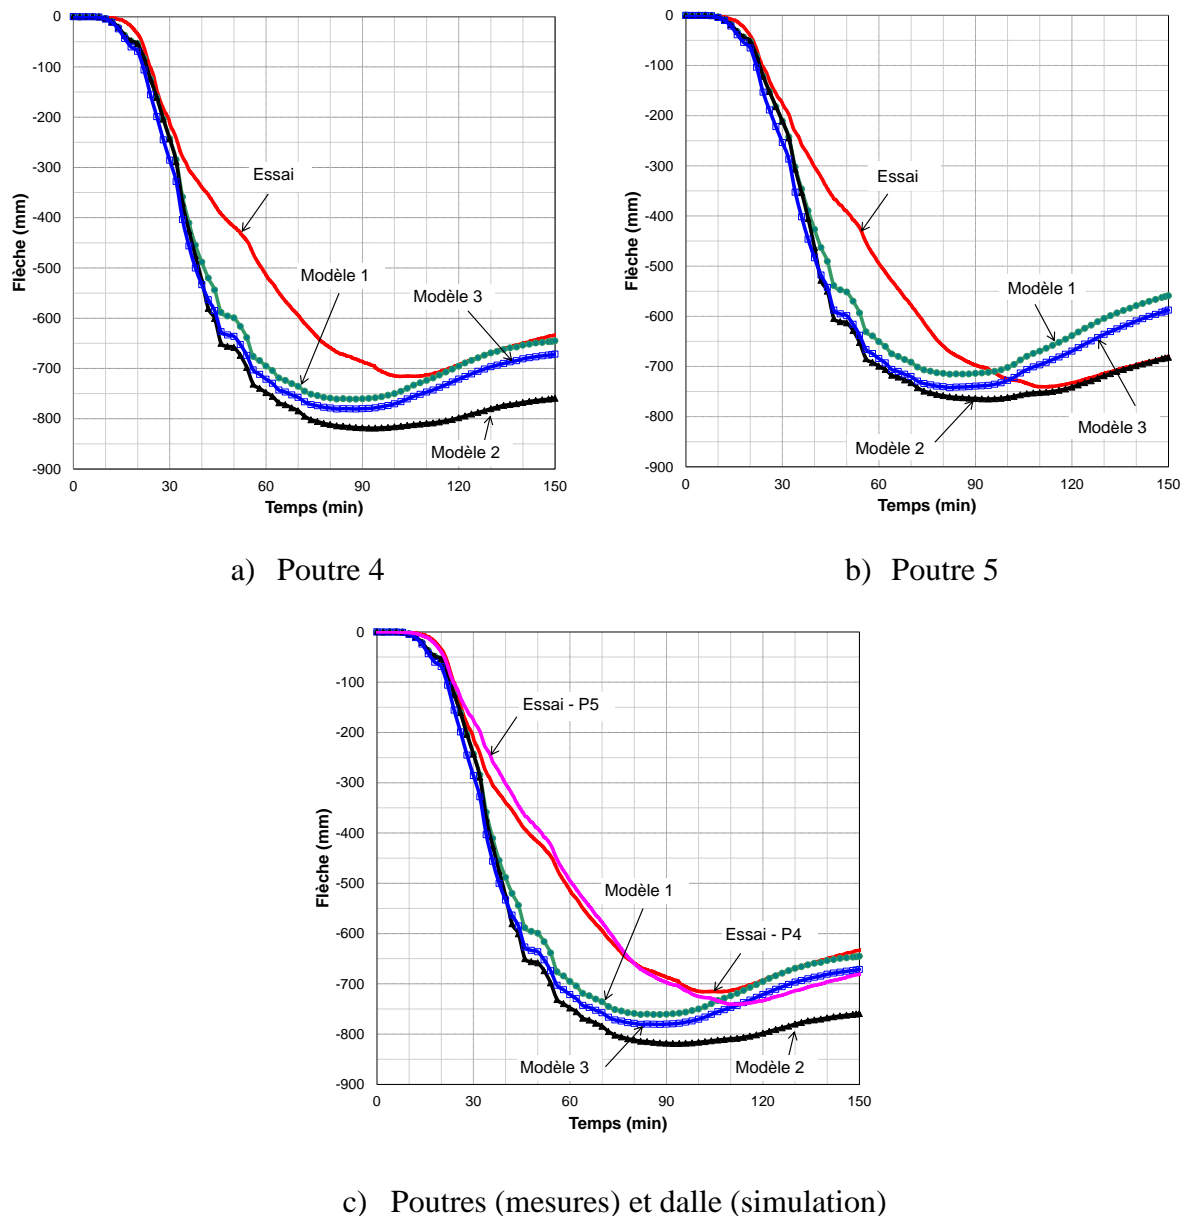 0
-100
-200
-300
-400
-500
-600
-700
-800
-900
Flèche (mm)
Essai
Modèle 1
Modèle 3
Modèle 2
0 30 60 90 120 150
Temps (min)
a) Poutre 4
0
-100
-200
-300
-400
-500
-600
-700
-800
-900
Flèche (mm)
Essai
Modèle 1
Modèle 3
Modèle 2
0 30 60 90 120 150
Temps (min)
b) Poutre 5
0
-100
-200
-300
-400
-500
-600
-700
-800
-900
Flèche (mm)
Essai - P5
Modèle 1
Essai - P4
Modèle 3
Modèle 2
0 30 60 90 120 150
Temps (min)
c) Poutres (mesures) et dalle (simulation)